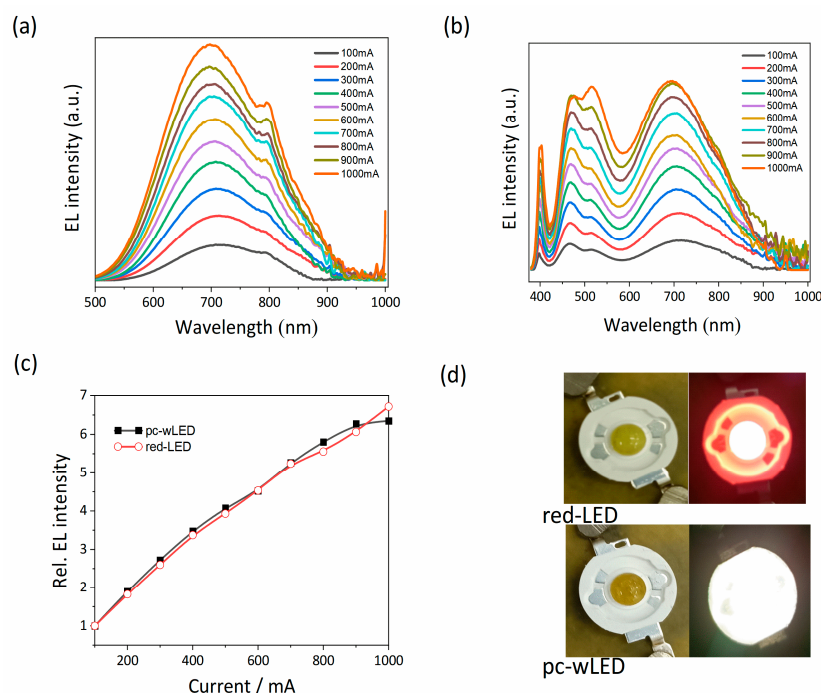 (a)
EL intensity (a.u.)
100mA
200mA
300mA
400mA
500mA
600mA
700mA
800mA
900mA
1000mA
500 600 700 800 900 1000
Wavelength (nm)
(b)
EL intensity (a.u.)
100mA
200mA
300mA
400mA
500mA
600mA
700mA
800mA
900mA
1000mA
400 500 600 700 800 900 1000
Wavelength (nm)
(c)
Rel. EL intensity
7
6
5
4
3
2
1
pc-wLED
red-LED
200 400 600 800 1000
Current / mA
(d)
red-LED
pc-wLED